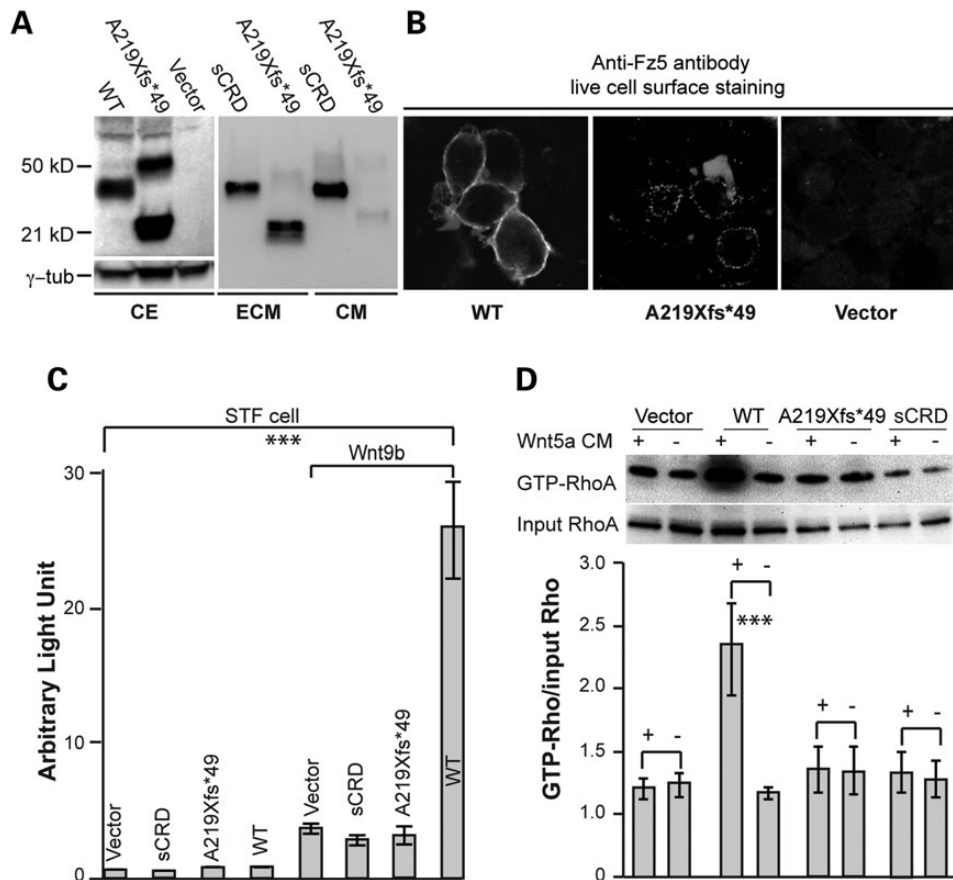 A
WT
A219Xfs*49
Vector
sCRD
A219Xfs*49
sCRD
A219Xfs*49
50 kD
21 kD
γ–tub
CE
ECM
CM
B
Anti-Fz5 antibody
live cell surface staining
WT
A219Xfs*49
Vector
C
STF cell
***
Wnt9b
30
20
10
0
Arbitrary Light Unit
Vector
sCRD
A219Xfs*49
WT
Vector
sCRD
A219Xfs*49
WT
D
Vector WT A219Xfs*49 sCRD
Wnt5a CM + - + - + - + -
GTP-RhoA
Input RhoA
3.0
2.5
2.0
1.5
1.0
0
GTP-Rho/input Rho
+ -
+ -
***
+ -
+ -